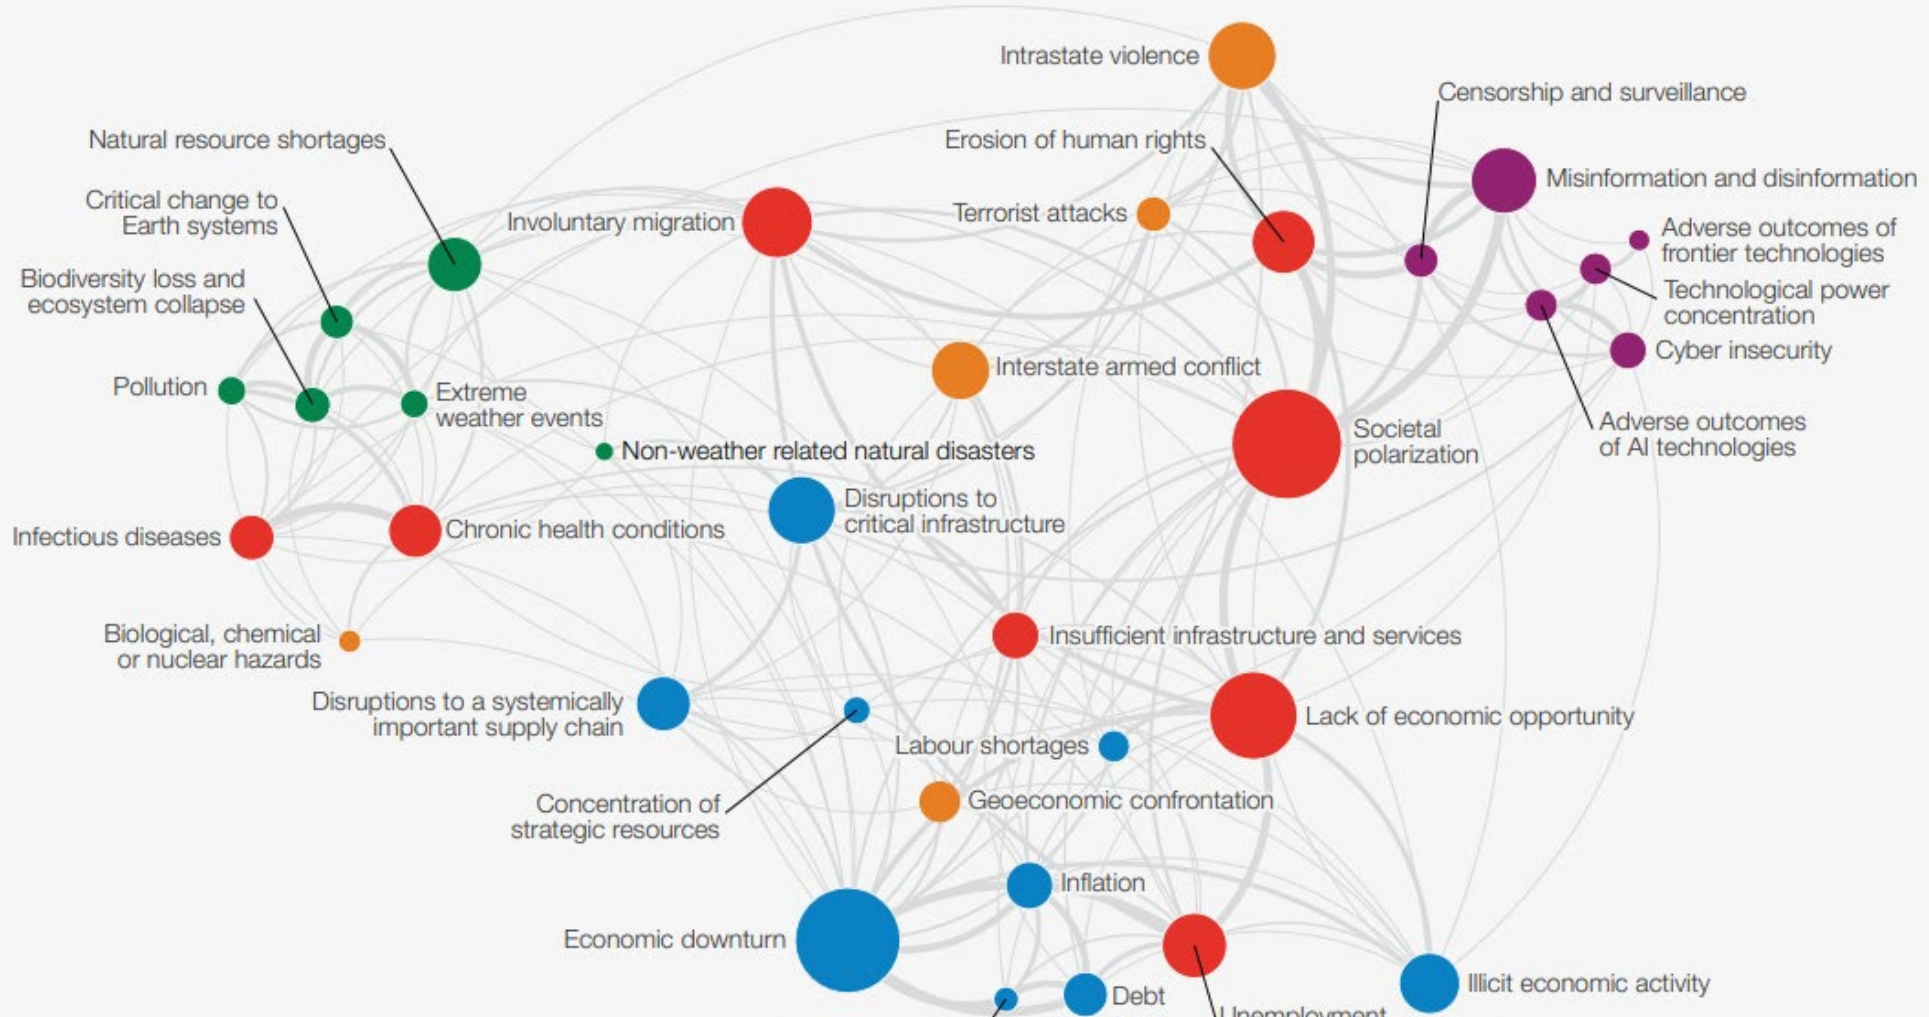 Intrastate violence
Censorship and surveillance
Natural resource shortages
Erosion of human rights
Misinformation and disinformation
Critical change to
Earth systems
Involuntary migration
Terrorist attacks
Adverse outcomes of
frontier technologies
Biodiversity loss and
ecosystem collapse
Technological power
concentration
Cyber insecurity
Interstate armed conflict
Pollution
Extreme
weather events
Adverse outcomes
of AI technologies
Societal
polarization
Non-weather related natural disasters
Disruptions to
critical infrastructure
Infectious diseases
Chronic health conditions
Biological, chemical
or nuclear hazards
Insufficient infrastructure and services
Disruptions to a systemically
important supply chain
Lack of economic opportunity
Labour shortages
Concentration of
strategic resources
Geoeconomic confrontation
Inflation
Economic downturn
Illicit economic activity
Debt
Unemployment